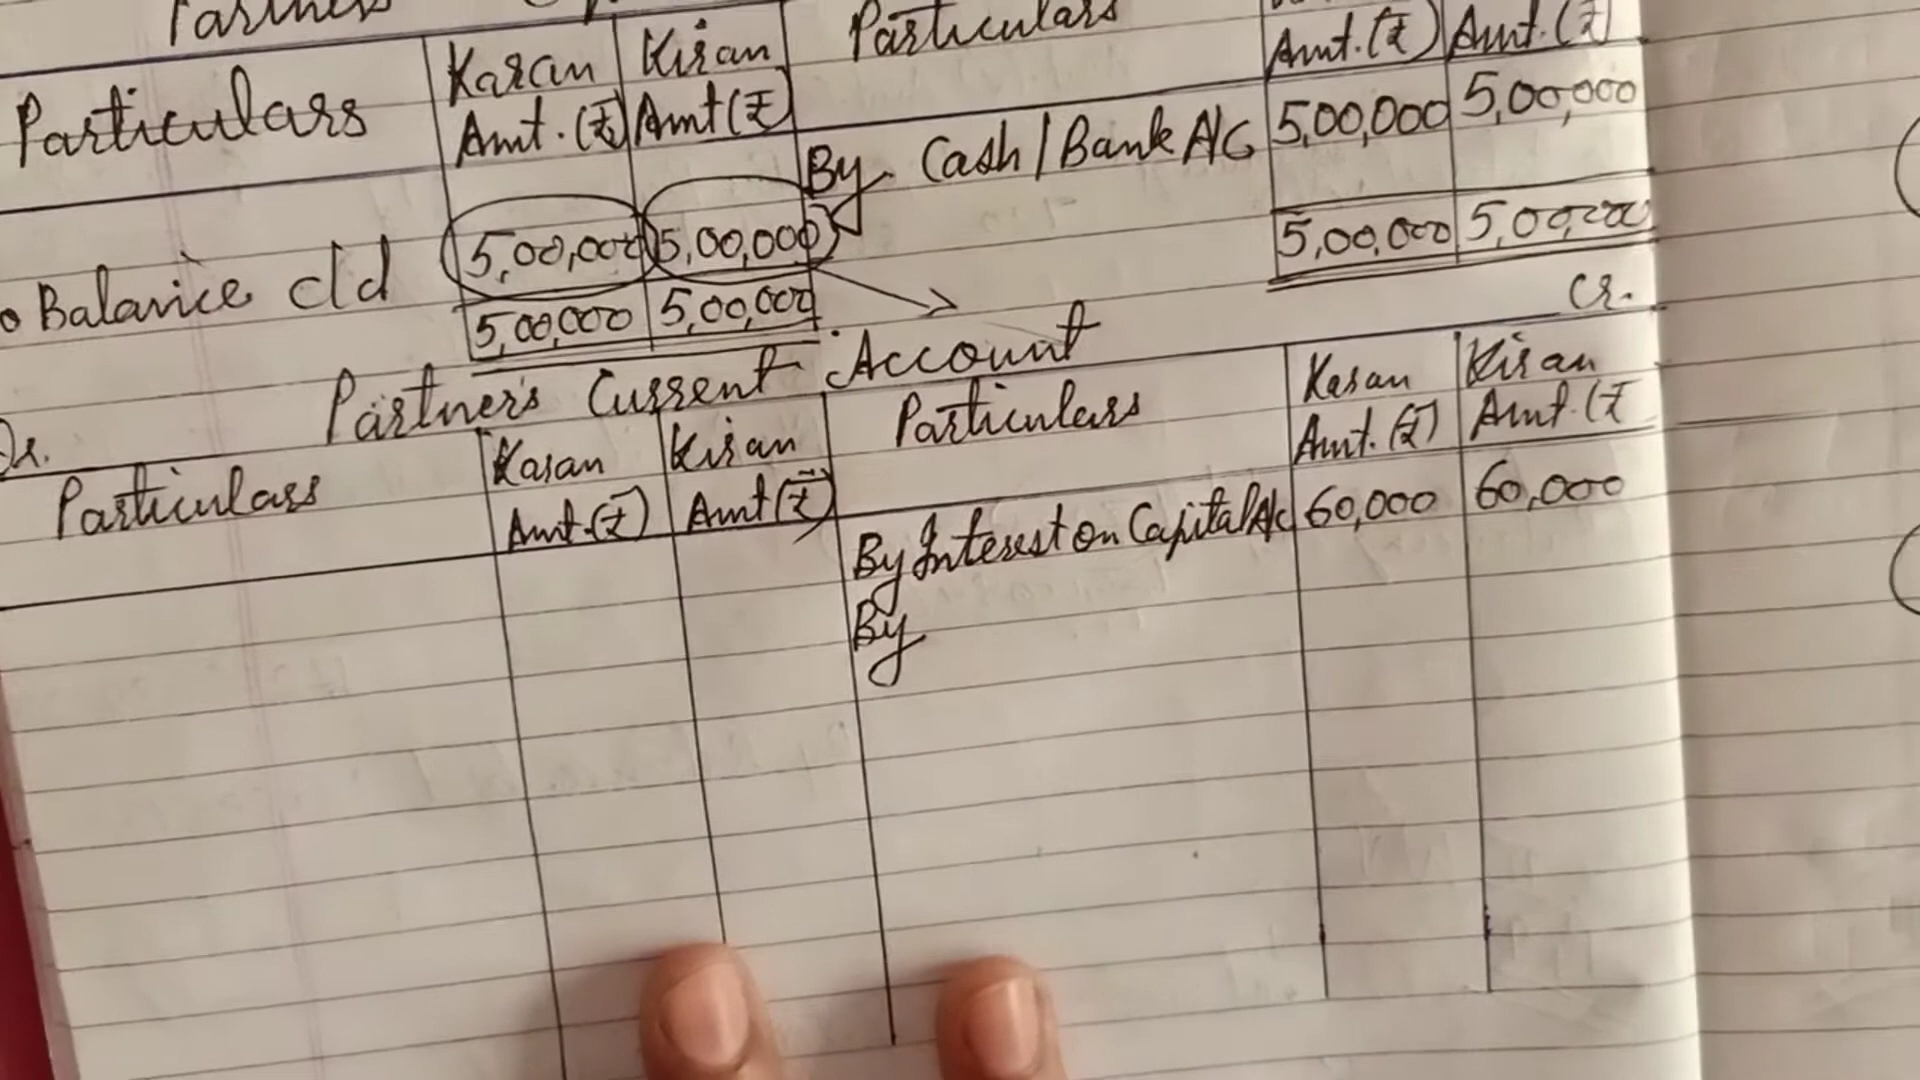 Particulars Karan Amt. (₹) Kiran Amt (₹) Particulars Amt. (₹) Amt. (₹)
By Cash / Bank A/C 5,00,000 5,00,000
Balance c/d 5,00,000 5,00,000
5,00,000 5,00,000 5,00,000 5,00,000
Partner's Current Account
Dr. Cr.
Particulars Karan Amt. (₹) Kiran Amt (₹) Particulars Karan Amt. (₹) Kiran Amt. (₹
By Interest on Capital A/c 60,000 60,000
By